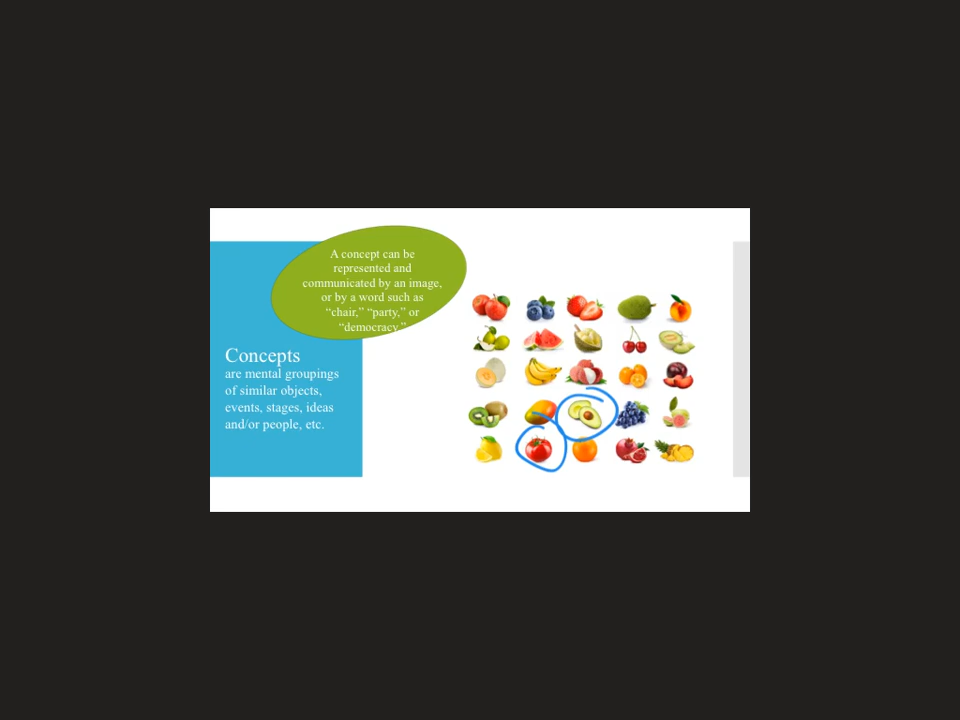 A concept can be
represented and
communicated by an image,
or by a word such as
“chair,” “party,” or
“democracy.”
Concepts
are mental groupings
of similar objects,
events, stages, ideas
and/or people, etc.